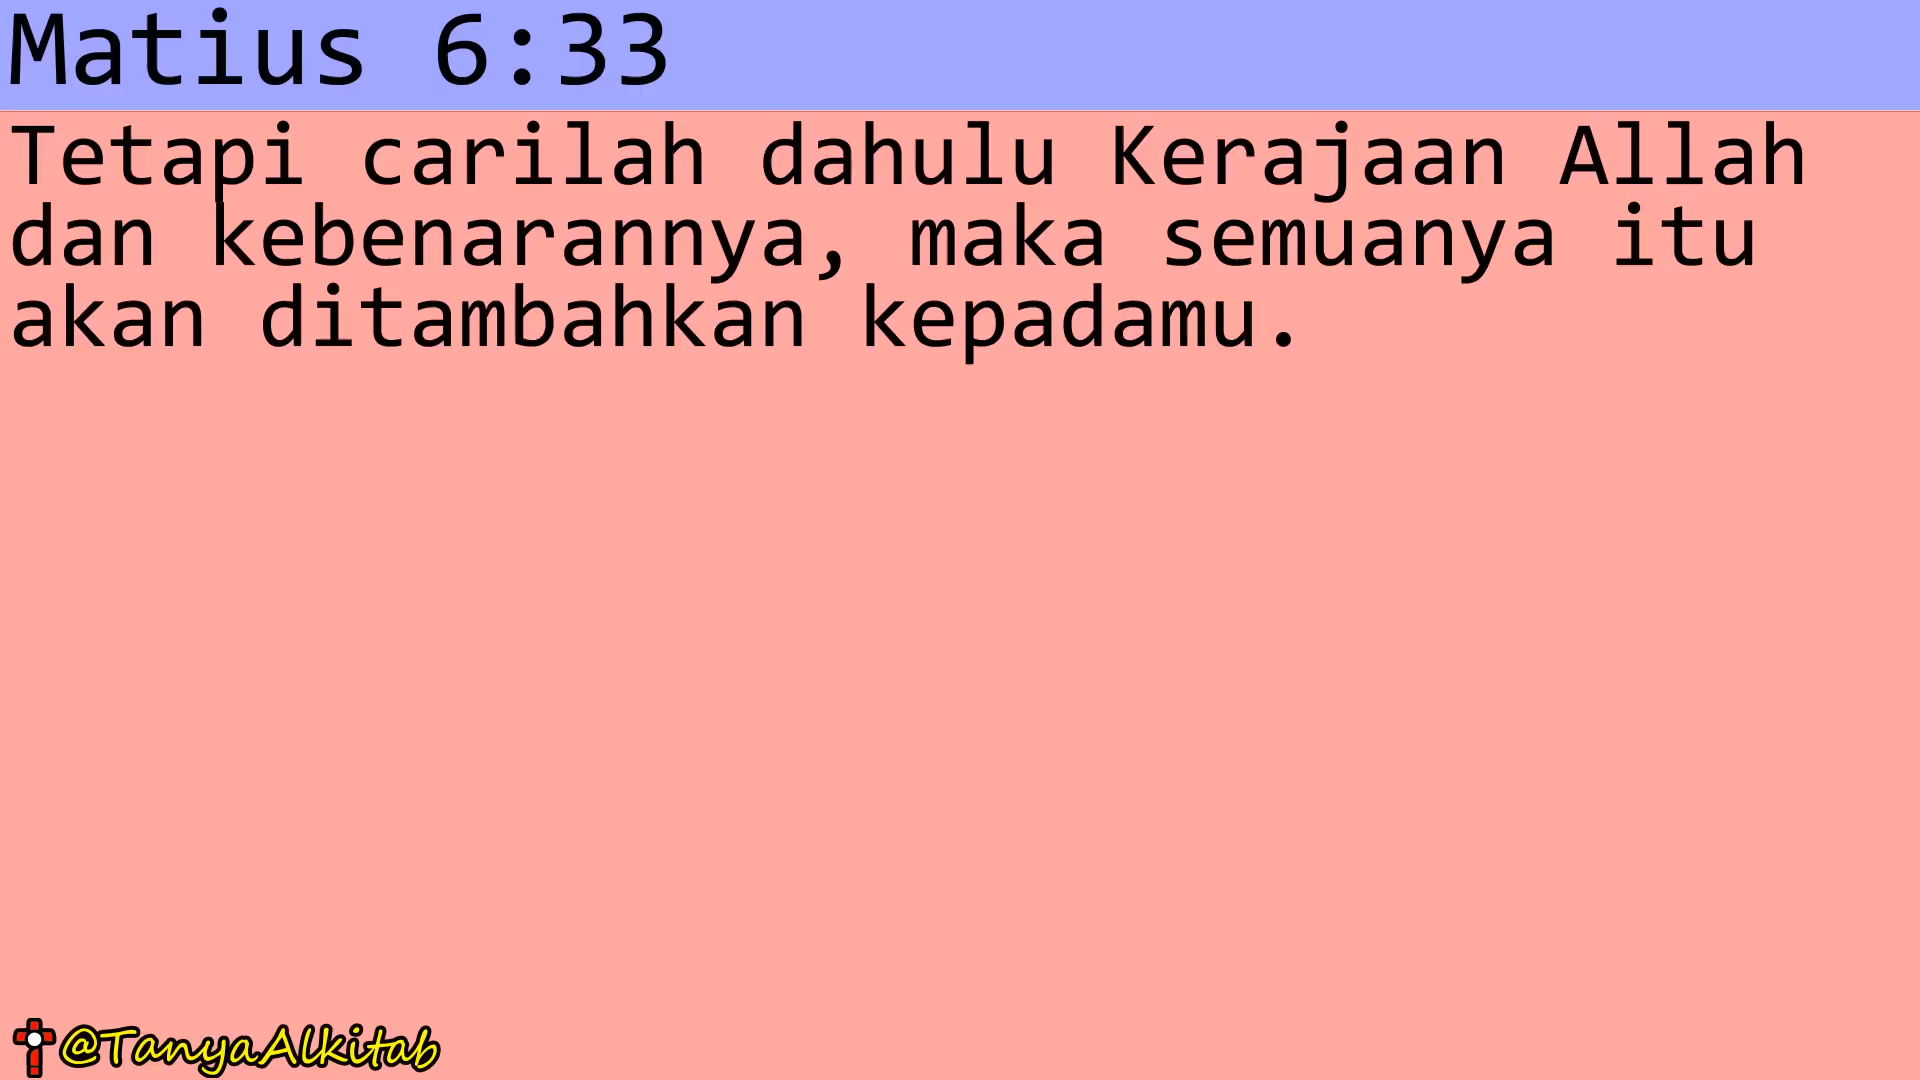 Matius 6:33
Tetapi carilah dahulu Kerajaan Allah
dan kebenarannya, maka semuanya itu
akan ditambahkan kepadamu.
@TanyaAlkitab